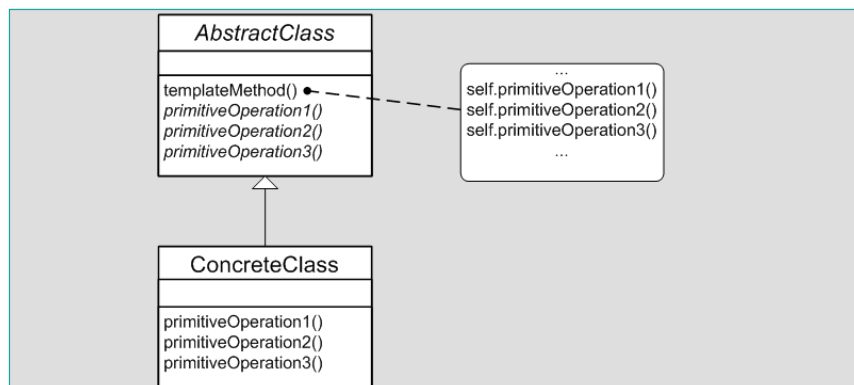 AbstractClass
templateMethod()
primitiveOperation1()
primitiveOperation2()
primitiveOperation3()
...
self.primitiveOperation1()
self.primitiveOperation2()
self.primitiveOperation3()
...
ConcreteClass
primitiveOperation1()
primitiveOperation2()
primitiveOperation3()